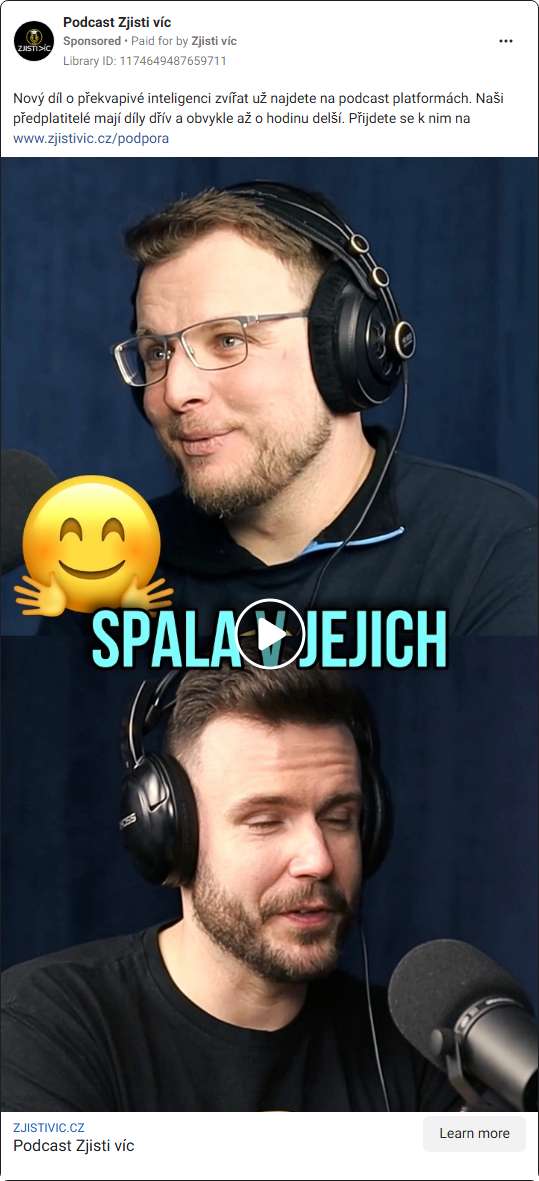 Podcast Zjisti víc
Sponsored • Paid for by Zjisti víc
Library ID: 1174649487659711
ZJISTIVÍC
Nový díl o překvapivé inteligenci zvířat už najdete na podcast platformách. Naši
předplatitelé mají díly dřív a obvykle až o hodinu delší. Přijdete se k nim na
www.zjistivic.cz/podpora
SPALA V JEJICH
KOSS
ZJISTIVIC.CZ
Podcast Zjisti víc
Learn more